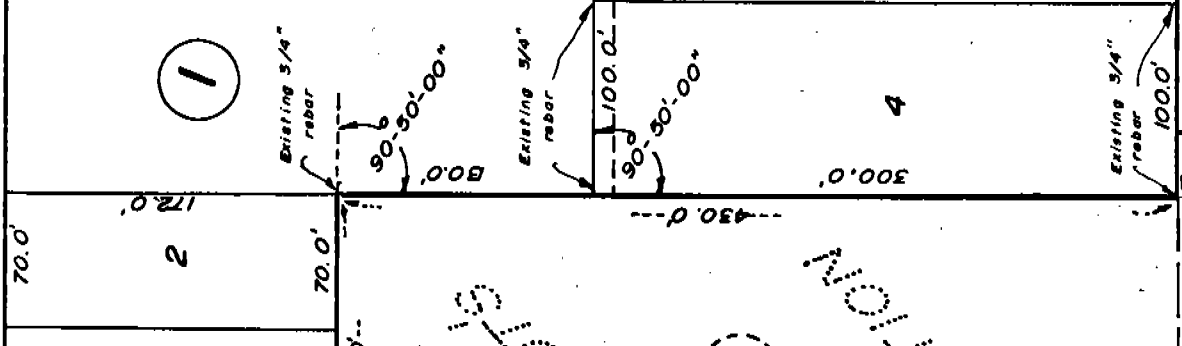 1
Existing 3/4"
rebar
90-50'-00"
130.0'
Existing 3/4"
rebar
100.0'
90-50'-00"
4
Existing 3/4"
rebar
100.0'
300.0'
172.0'
70.0'
2
70.0'
430.0'